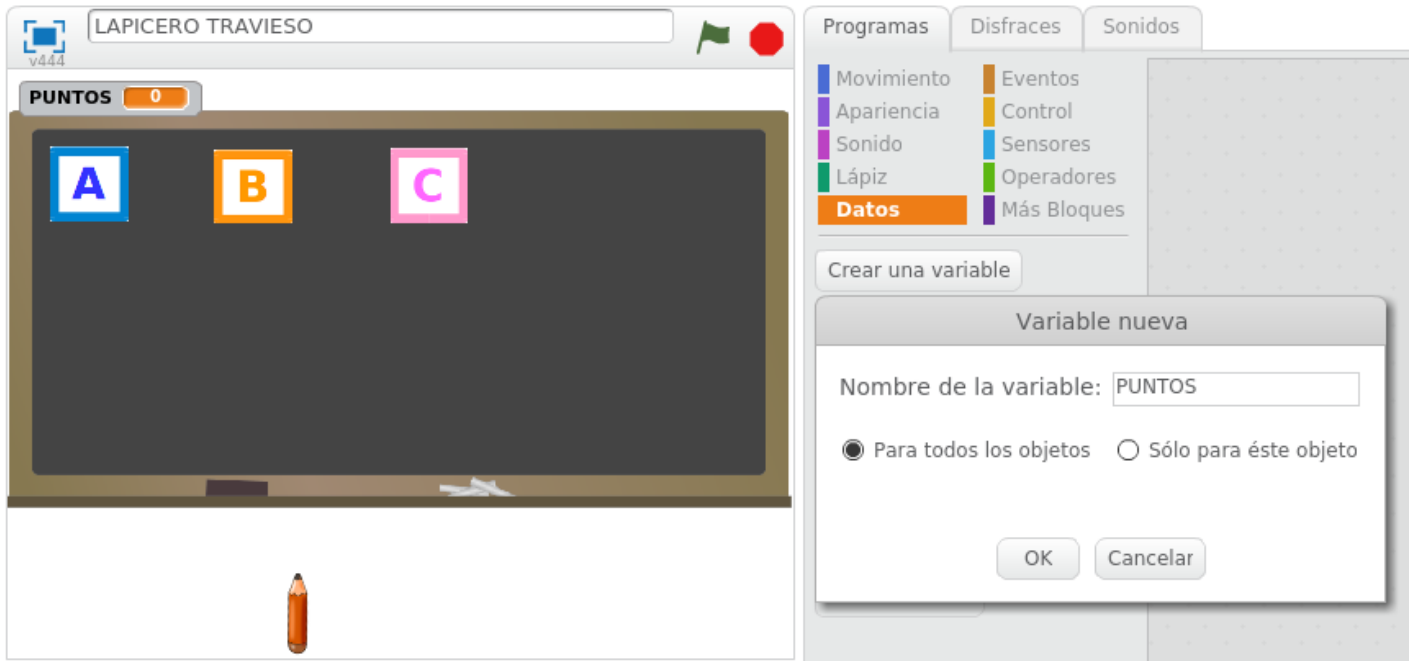 LAPICERO TRAVIESO
v444
PUNTOS 0
A B C
Programas Disfraces Sonidos
Movimiento Eventos
Apariencia Control
Sonido Sensores
Lápiz Operadores
Datos Más Bloques
Crear una variable
Variable nueva
Nombre de la variable: PUNTOS
Para todos los objetos Sólo para éste objeto
OK Cancelar